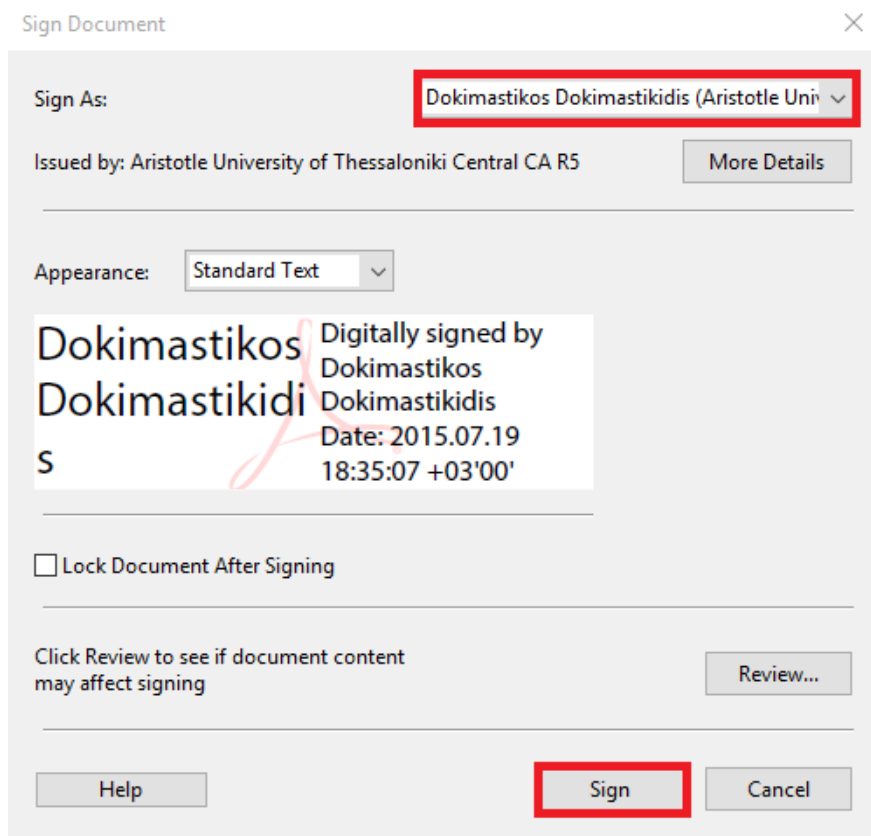 Sign Document
Sign As:
Dokimastikos Dokimastikidis (Aristotle Uni
Issued by: Aristotle University of Thessaloniki Central CA R5
More Details
Appearance:
Standard Text
Dokimastikos
Dokimastikidi
s
Digitally signed by
Dokimastikos
Dokimastikidis
Date: 2015.07.19
18:35:07 +03'00'
Lock Document After Signing
Click Review to see if document content
may affect signing
Review...
Help
Sign
Cancel